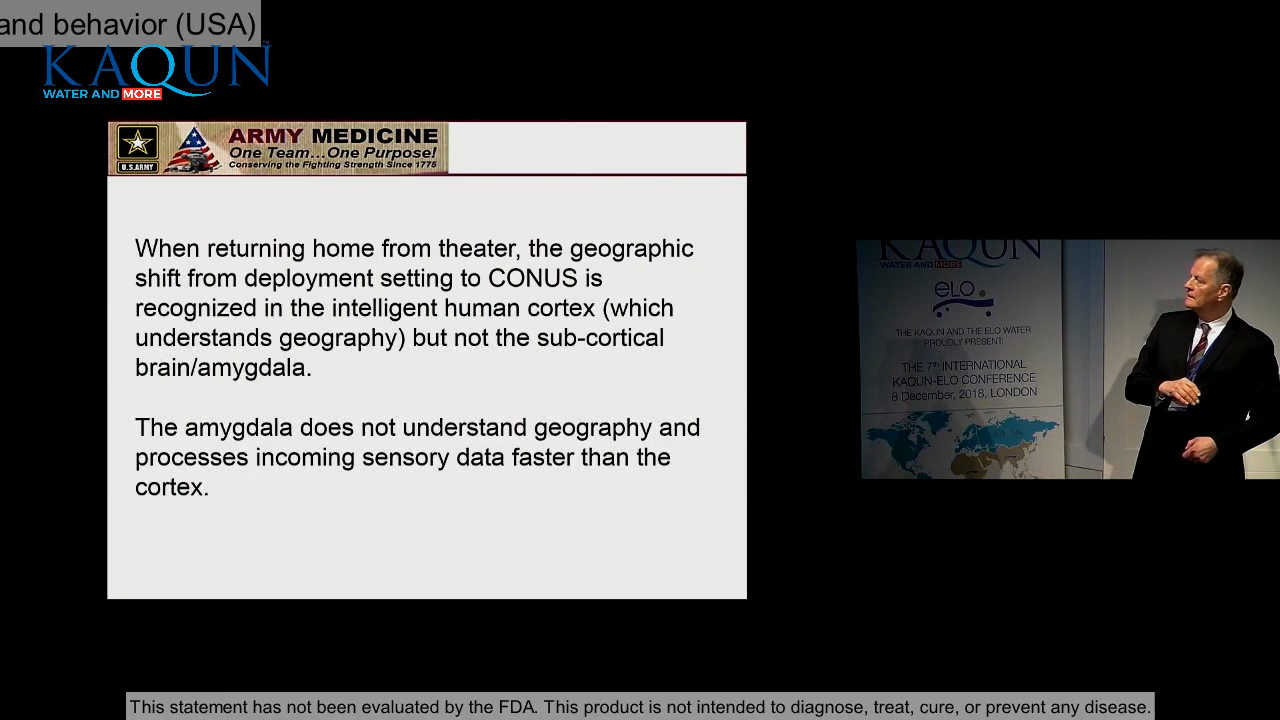 and behavior (USA)
KAQUN
WATER AND MORE
U.S.ARMY
ARMY MEDICINE
One Team...One Purpose!
Conserving the Fighting Strength Since 1775
When returning home from theater, the geographic
shift from deployment setting to CONUS is
recognized in the intelligent human cortex (which
understands geography) but not the sub-cortical
brain/amygdala.
The amygdala does not understand geography and
processes incoming sensory data faster than the
cortex.
KAQUN
WATER AND MORE
eLO
THE KAQUN AND THE ELO WATER
PROUDLY PRESENT:
THE 7th INTERNATIONAL
KAQUN-ELO CONFERENCE
8 December, 2018, LONDON
This statement has not been evaluated by the FDA. This product is not intended to diagnose, treat, cure, or prevent any disease.